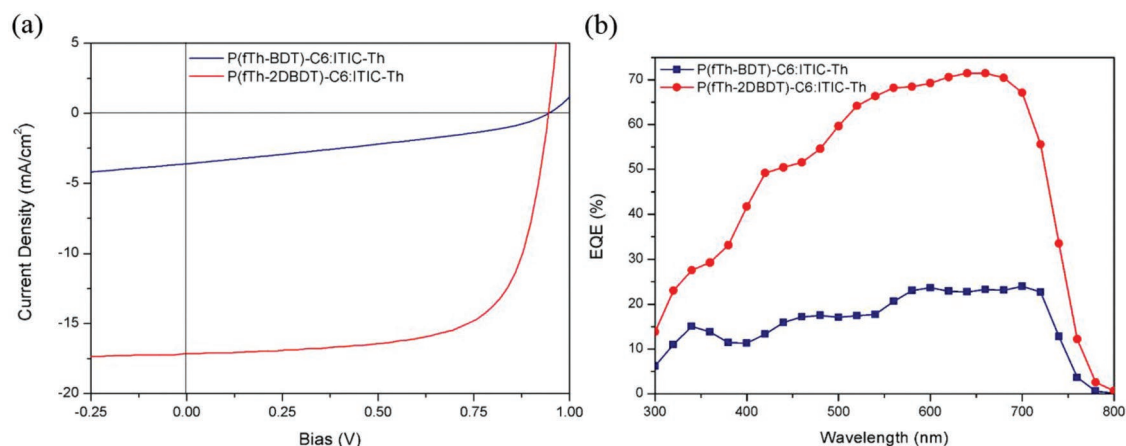 (a)
5
0
-5
-10
-15
-20
-0.25
0.00
0.25
0.50
0.75
1.00
Current Density (mA/cm²)
Bias (V)
P(fTh-BDT)-C6:ITIC-Th
P(fTh-2DBDT)-C6:ITIC-Th
(b)
70
60
50
40
30
20
10
0
300
400
500
600
700
800
EQE (%)
Wavelength (nm)
P(fTh-BDT)-C6:ITIC-Th
P(fTh-2DBDT)-C6:ITIC-Th